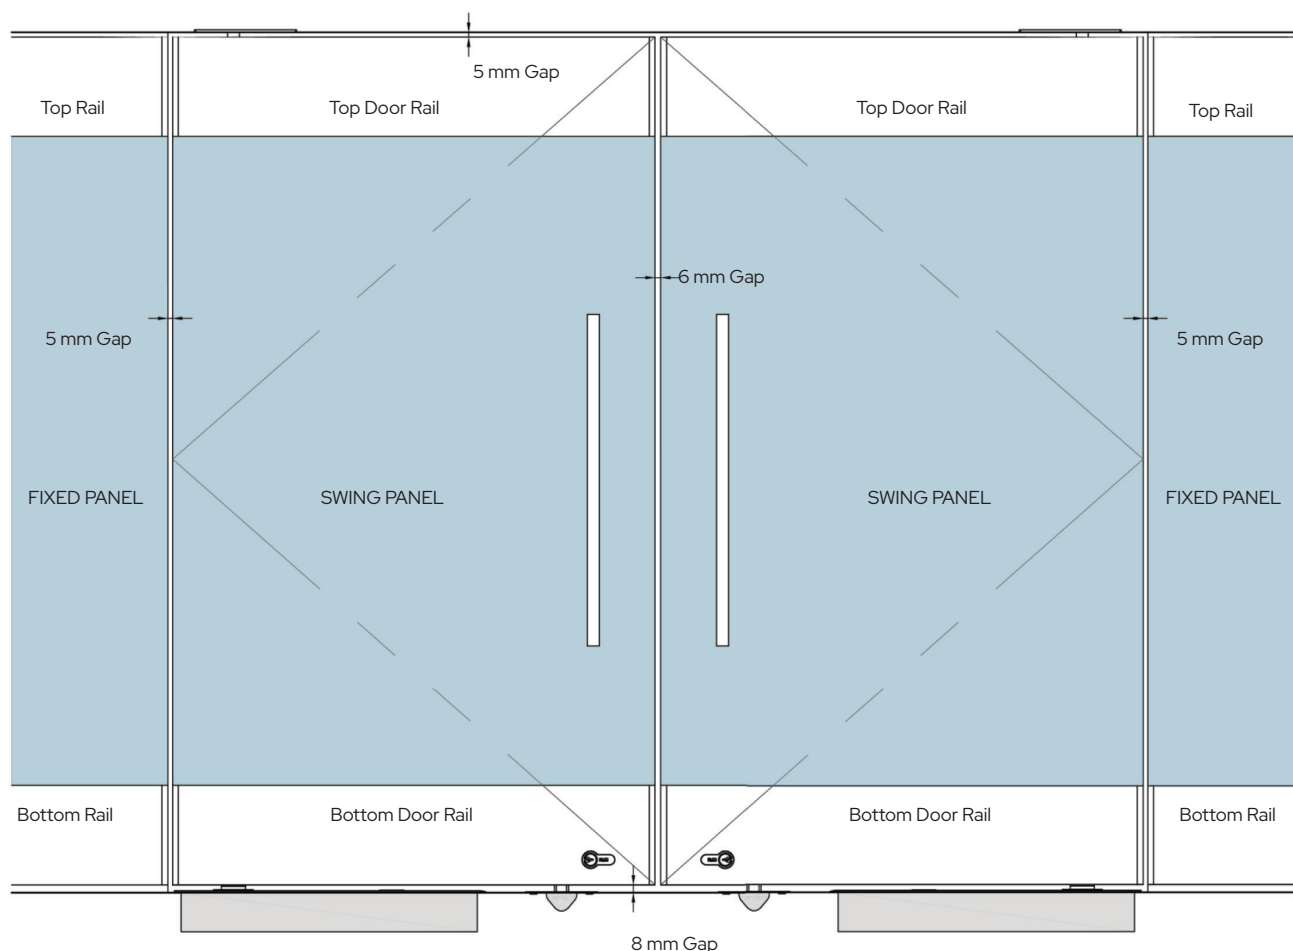 5 mm Gap
Top Rail
Top Door Rail
Top Door Rail
Top Rail
6 mm Gap
5 mm Gap
5 mm Gap
FIXED PANEL
SWING PANEL
SWING PANEL
FIXED PANEL
Bottom Rail
Bottom Door Rail
Bottom Door Rail
Bottom Rail
8 mm Gap